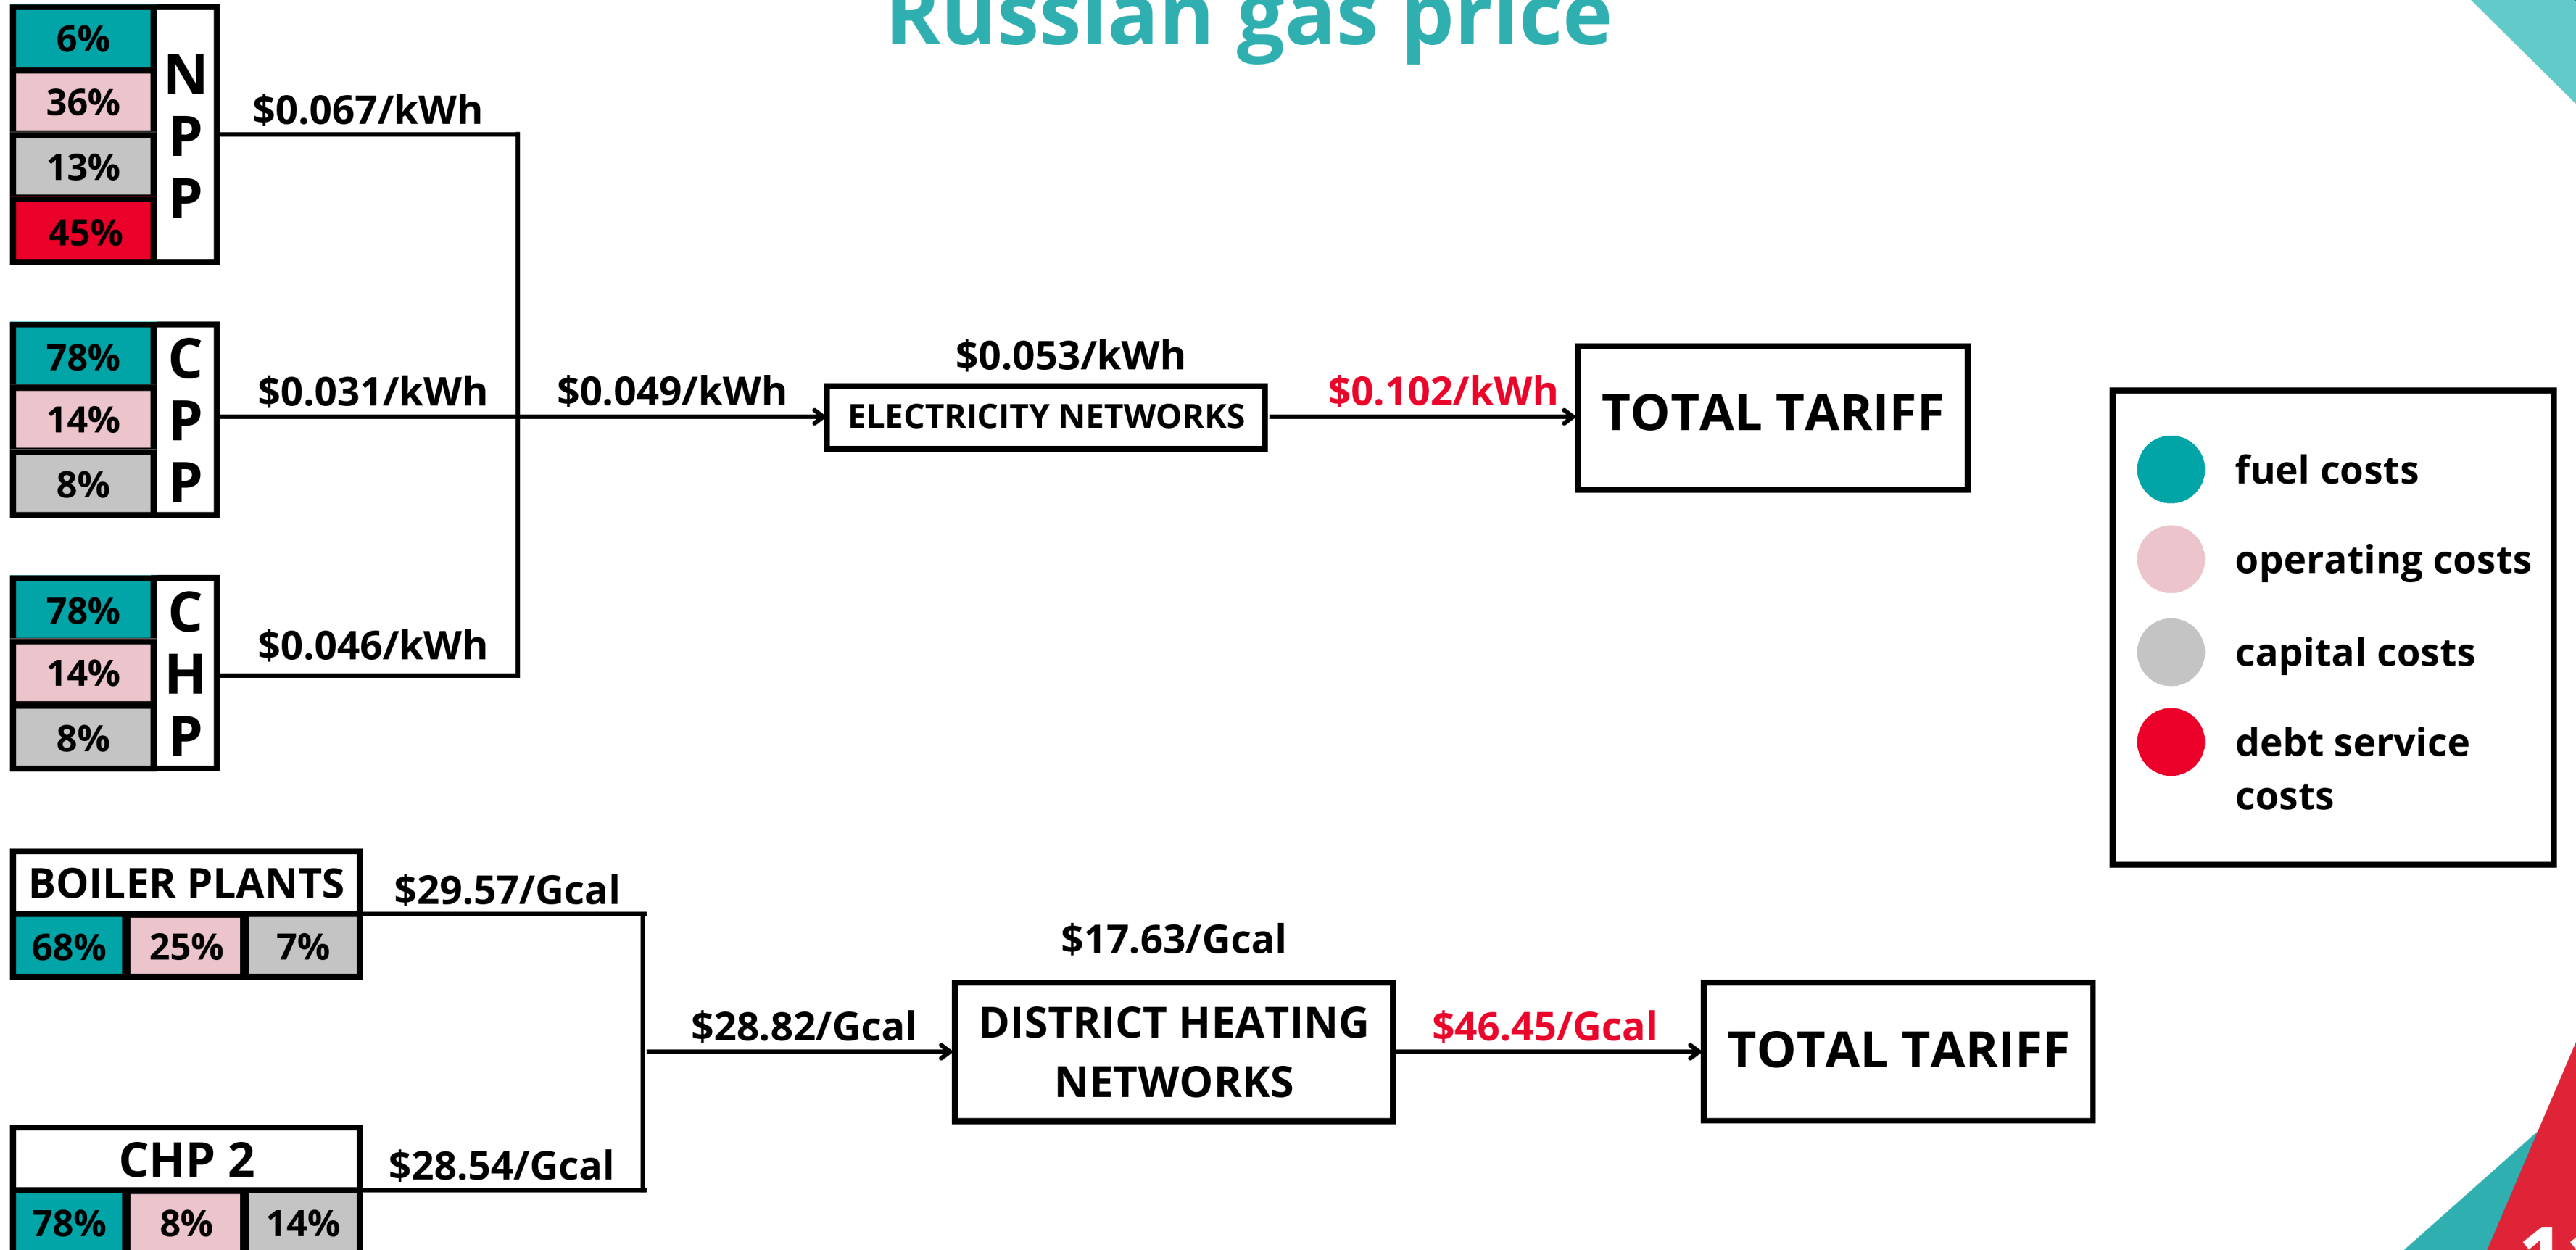 Russian gas price
6%
36%
13%
45%
NPP
$0.067/kWh
78%
14%
8%
CPP
$0.031/kWh
$0.049/kWh
$0.053/kWh
ELECTRICITY NETWORKS
$0.102/kWh
TOTAL TARIFF
78%
14%
8%
CHP
$0.046/kWh
fuel costs
operating costs
capital costs
debt service
costs
BOILER PLANTS
68% 25% 7%
$29.57/Gcal
$28.82/Gcal
$17.63/Gcal
DISTRICT HEATING
NETWORKS
$46.45/Gcal
TOTAL TARIFF
CHP 2
78% 8% 14%
$28.54/Gcal